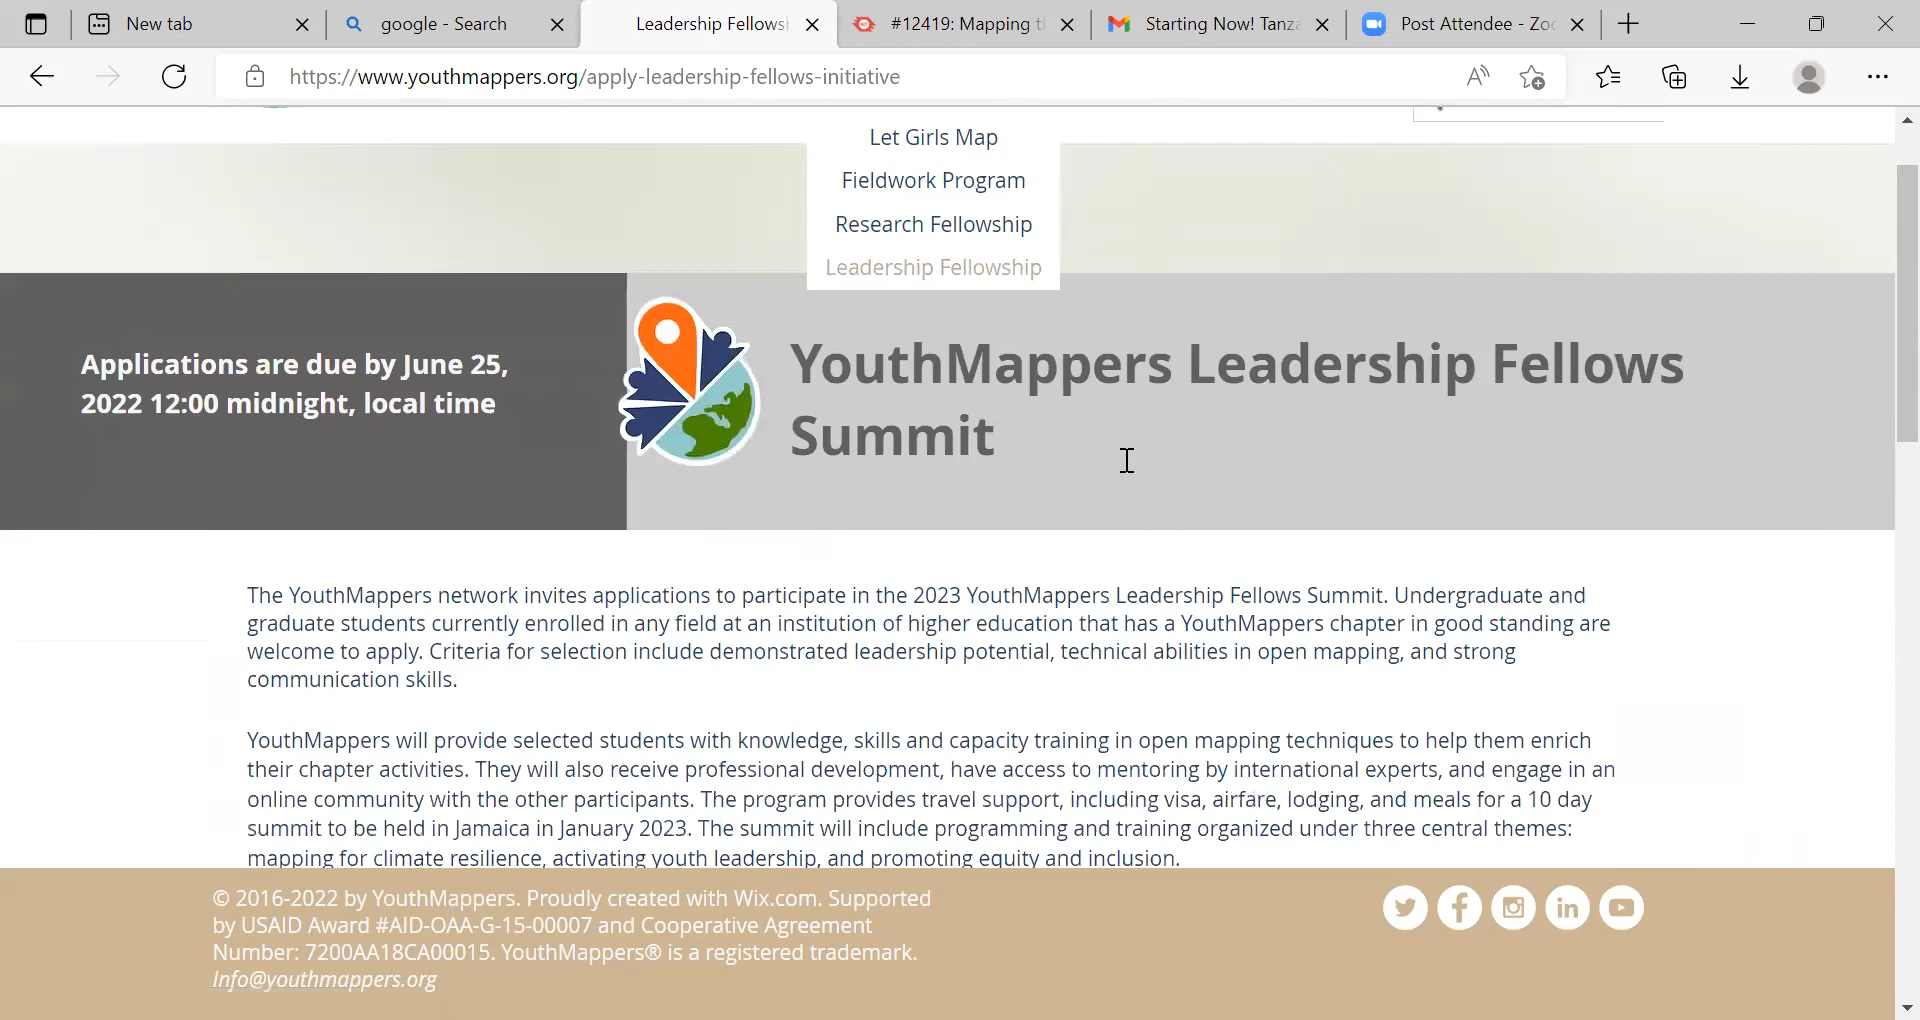 New tab
google - Search
Leadership Fellows
#12419: Mapping t
Starting Now! Tanza
Post Attendee - Zoo
https://www.youthmappers.org/apply-leadership-fellows-initiative
Let Girls Map
Fieldwork Program
Research Fellowship
Leadership Fellowship
Applications are due by June 25,
2022 12:00 midnight, local time
YouthMappers Leadership Fellows
Summit
The YouthMappers network invites applications to participate in the 2023 YouthMappers Leadership Fellows Summit. Undergraduate and
graduate students currently enrolled in any field at an institution of higher education that has a YouthMappers chapter in good standing are
welcome to apply. Criteria for selection include demonstrated leadership potential, technical abilities in open mapping, and strong
communication skills.
YouthMappers will provide selected students with knowledge, skills and capacity training in open mapping techniques to help them enrich
their chapter activities. They will also receive professional development, have access to mentoring by international experts, and engage in an
online community with the other participants. The program provides travel support, including visa, airfare, lodging, and meals for a 10 day
summit to be held in Jamaica in January 2023. The summit will include programming and training organized under three central themes:
mapping for climate resilience, activating youth leadership, and promoting equity and inclusion.
© 2016-2022 by YouthMappers. Proudly created with Wix.com. Supported
by USAID Award #AID-OAA-G-15-00007 and Cooperative Agreement
Number: 7200AA18CA00015. YouthMappers® is a registered trademark.
Info@youthmappers.org